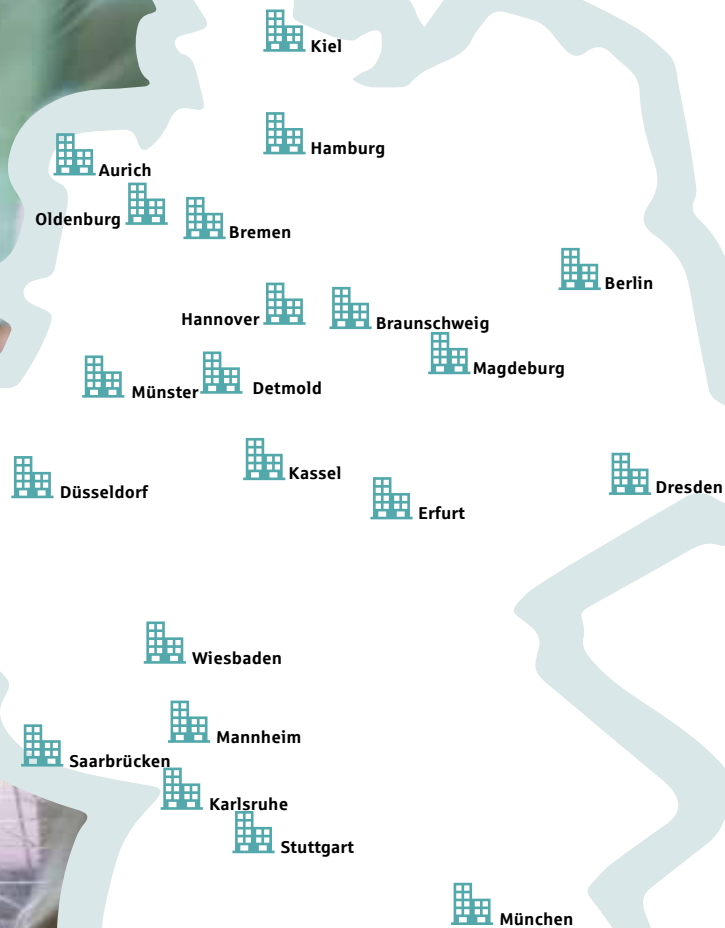 Kiel
Hamburg
Aurich
Oldenburg
Bremen
Berlin
Hannover
Braunschweig
Magdeburg
Münster
Detmold
Kassel
Düsseldorf
Dresden
Erfurt
Wiesbaden
Mannheim
Saarbrücken
Karlsruhe
Stuttgart
München